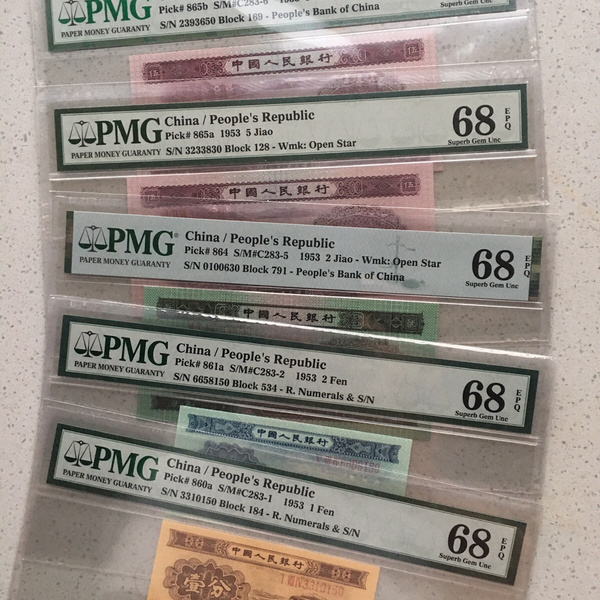 PMG
PAPER MONEY GUARANTY
Pick# 865b S/M#C283-6
S/N 2393650 Block 169 - People's Bank of China
Superb Gem Unc
中國人民銀行
伍
PMG
PAPER MONEY GUARANTY
China / People's Republic
Pick# 865a 1953 5 Jiao
S/N 3233830 Block 128 - Wmk: Open Star
68
EPQ
Superb Gem Unc
中國人民銀行
伍
PMG
PAPER MONEY GUARANTY
China / People's Republic
Pick# 864 S/M#C283-5 1953 2 Jiao - Wmk: Open Star
S/N 0100630 Block 791 - People's Bank of China
68
EPQ
Superb Gem Unc
中國人民銀行
PMG
PAPER MONEY GUARANTY
China / People's Republic
Pick# 861a S/M#C283-2 1953 2 Fen
S/N 6658150 Block 534 - R. Numerals & S/N
68
EPQ
Superb Gem Unc
中國人民銀行
PMG
PAPER MONEY GUARANTY
China / People's Republic
Pick# 860a S/M#C283-1 1953 1 Fen
S/N 3310150 Block 184 - R. Numerals & S/N
68
EPQ
Superb Gem Unc
中國人民銀行
壹分
3310150